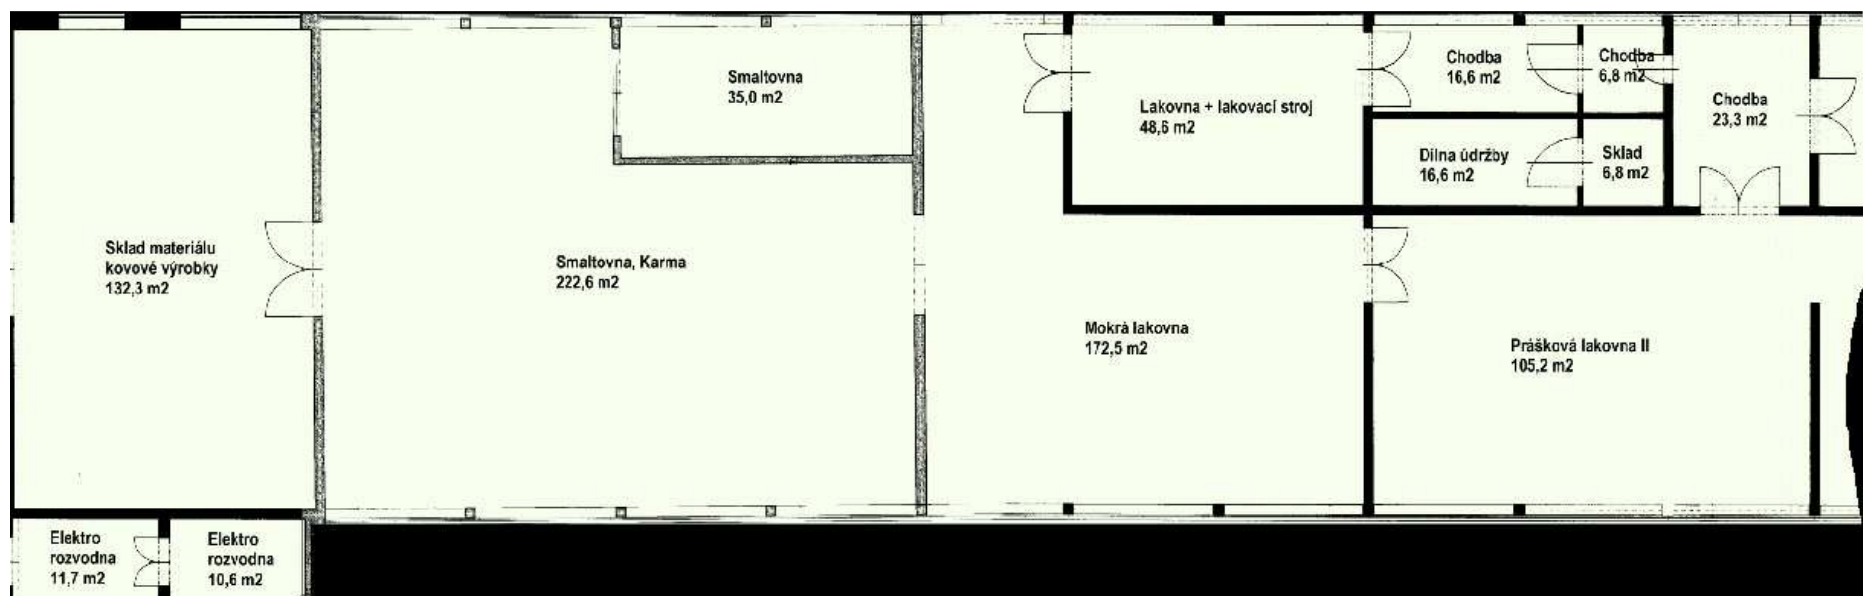 Sklad materiálu
kovové výrobky
132,3 m2
Smaltovna
35,0 m2
Smaltovna, Karma
222,6 m2
Lakovna + lakovací stroj
48,6 m2
Mokrá lakovna
172,5 m2
Chodba
16,6 m2
Chodba
6,8 m2
Chodba
23,3 m2
Dílna údržby
16,6 m2
Sklad
6,8 m2
Prášková lakovna II
105,2 m2
Elektro
rozvodna
11,7 m2
Elektro
rozvodna
10,6 m2